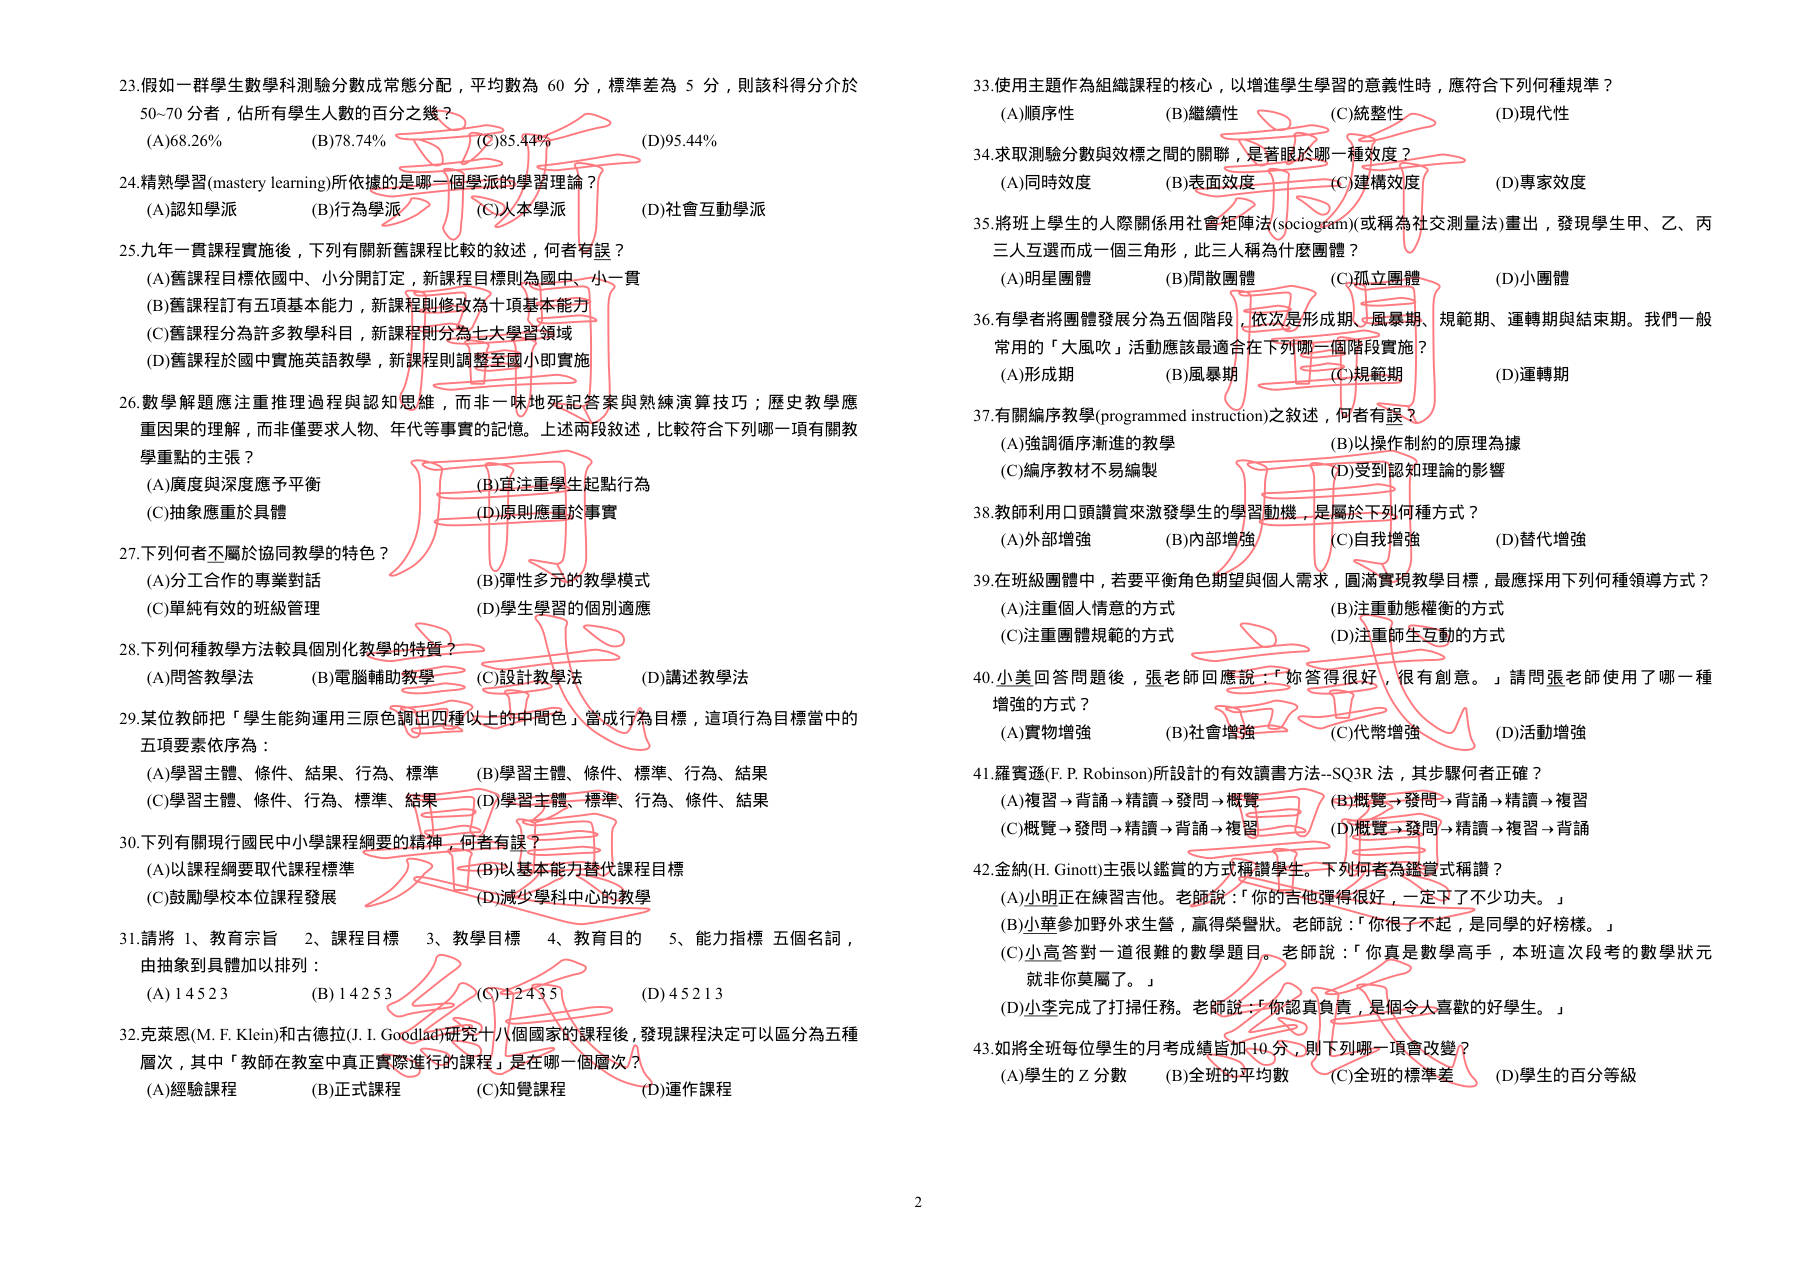 23.假如一群學生數學科測驗分數成常態分配，平均數為 60 分，標準差為 5 分，則該科得分介於
50~70 分者，佔所有學生人數的百分之幾？
(A)68.26% (B)78.74% (C)85.44% (D)95.44%
24.精熟學習(mastery learning)所依據的是哪一個學派的學習理論？
(A)認知學派 (B)行為學派 (C)人本學派 (D)社會互動學派
25.九年一貫課程實施後，下列有關新舊課程比較的敘述，何者有誤？
(A)舊課程目標依國中、小分開訂定，新課程目標則為國中、小一貫
(B)舊課程訂有五項基本能力，新課程則修改為十項基本能力
(C)舊課程分為許多教學科目，新課程則分為七大學習領域
(D)舊課程於國中實施英語教學，新課程則調整至國小即實施
26.數學解題應注重推理過程與認知思維，而非一味地死記答案與熟練演算技巧；歷史教學應
重因果的理解，而非僅要求人物、年代等事實的記憶。上述兩段敘述，比較符合下列哪一項有關教
學重點的主張？
(A)廣度與深度應予平衡 (B)宜注重學生起點行為
(C)抽象應重於具體 (D)原則應重於事實
27.下列何者不屬於協同教學的特色？
(A)分工合作的專業對話 (B)彈性多元的教學模式
(C)單純有效的班級管理 (D)學生學習的個別適應
28.下列何種教學方法較具個別化教學的特質？
(A)問答教學法 (B)電腦輔助教學 (C)設計教學法 (D)講述教學法
29.某位教師把「學生能夠運用三原色調出四種以上的中間色」當成行為目標，這項行為目標當中的
五項要素依序為：
(A)學習主體、條件、結果、行為、標準 (B)學習主體、條件、標準、行為、結果
(C)學習主體、條件、行為、標準、結果 (D)學習主體、標準、行為、條件、結果
30.下列有關現行國民中小學課程綱要的精神，何者有誤？
(A)以課程綱要取代課程標準 (B)以基本能力替代課程目標
(C)鼓勵學校本位課程發展 (D)減少學科中心的教學
31.請將 1、教育宗旨 2、課程目標 3、教學目標 4、教育目的 5、能力指標 五個名詞，
由抽象到具體加以排列：
(A) 1 4 5 2 3 (B) 1 4 2 5 3 (C) 1 2 4 3 5 (D) 4 5 2 1 3
32.克萊恩(M. F. Klein)和古德拉(J. I. Goodlad)研究十八個國家的課程後，發現課程決定可以區分為五種
層次，其中「教師在教室中真正實際進行的課程」是在哪一個層次？
(A)經驗課程 (B)正式課程 (C)知覺課程 (D)運作課程
33.使用主題作為組織課程的核心，以增進學生學習的意義性時，應符合下列何種規準？
(A)順序性 (B)繼續性 (C)統整性 (D)現代性
34.求取測驗分數與效標之間的關聯，是著眼於哪一種效度？
(A)同時效度 (B)表面效度 (C)建構效度 (D)專家效度
35.將班上學生的人際關係用社會矩陣法(sociogram)(或稱為社交測量法)畫出，發現學生甲、乙、丙
三人互選而成一個三角形，此三人稱為什麼團體？
(A)明星團體 (B)閒散團體 (C)孤立團體 (D)小團體
36.有學者將團體發展分為五個階段，依次是形成期、風暴期、規範期、運轉期與結束期。我們一般
常用的「大風吹」活動應該最適合在下列哪一個階段實施？
(A)形成期 (B)風暴期 (C)規範期 (D)運轉期
37.有關編序教學(programmed instruction)之敘述，何者有誤？
(A)強調循序漸進的教學 (B)以操作制約的原理為據
(C)編序教材不易編製 (D)受到認知理論的影響
38.教師利用口頭讚賞來激發學生的學習動機，是屬於下列何種方式？
(A)外部增強 (B)內部增強 (C)自我增強 (D)替代增強
39.在班級團體中，若要平衡角色期望與個人需求，圓滿實現教學目標，最應採用下列何種領導方式？
(A)注重個人情意的方式 (B)注重動態權衡的方式
(C)注重團體規範的方式 (D)注重師生互動的方式
40.小美回答問題後，張老師回應說：「妳答得很好，很有創意。」請問張老師使用了哪一種
增強的方式？
(A)實物增強 (B)社會增強 (C)代幣增強 (D)活動增強
41.羅賓遜(F. P. Robinson)所設計的有效讀書方法--SQ3R 法，其步驟何者正確？
(A)複習→背誦→精讀→發問→概覽 (B)概覽→發問→背誦→精讀→複習
(C)概覽→發問→精讀→背誦→複習 (D)概覽→發問→精讀→複習→背誦
42.金納(H. Ginott)主張以鑑賞的方式稱讚學生。下列何者為鑑賞式稱讚？
(A)小明正在練習吉他。老師說：「你的吉他彈得很好，一定下了不少功夫。」
(B)小華參加野外求生營，贏得榮譽狀。老師說：「你很了不起，是同學的好榜樣。」
(C)小高答對一道很難的數學題目。老師說：「你真是數學高手，本班這次段考的數學狀元
就非你莫屬了。」
(D)小李完成了打掃任務。老師說：「你認真負責，是個令人喜歡的好學生。」
43.如將全班每位學生的月考成績皆加 10 分，則下列哪一項會改變？
(A)學生的 Z 分數 (B)全班的平均數 (C)全班的標準差 (D)學生的百分等級
新聞用試題紙
新聞用試題紙
2